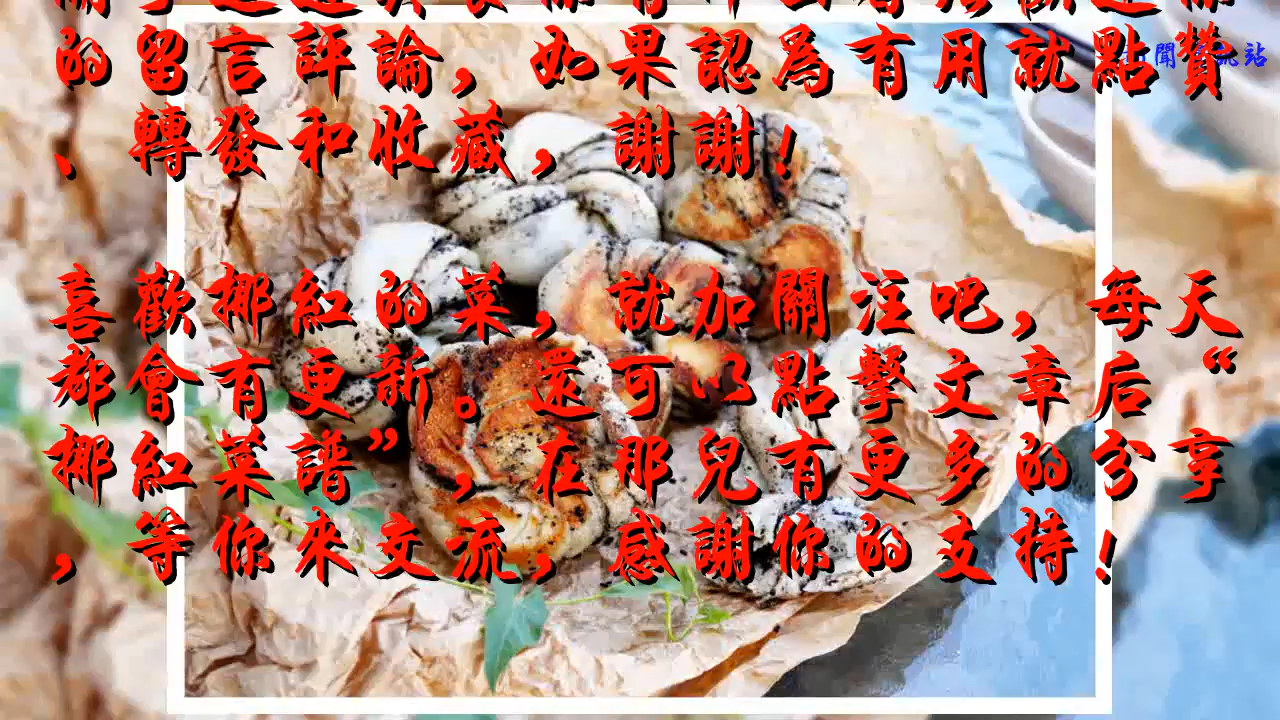 的留言評論，如果認為有用就點贊
、轉發和收藏，謝謝！
喜歡挪紅的菜，就加關注吧，每天
都會有更新。還可以點擊文章后“
挪紅菜譜”，在那兒有更多的分享
，等你來交流，感謝你的支持！